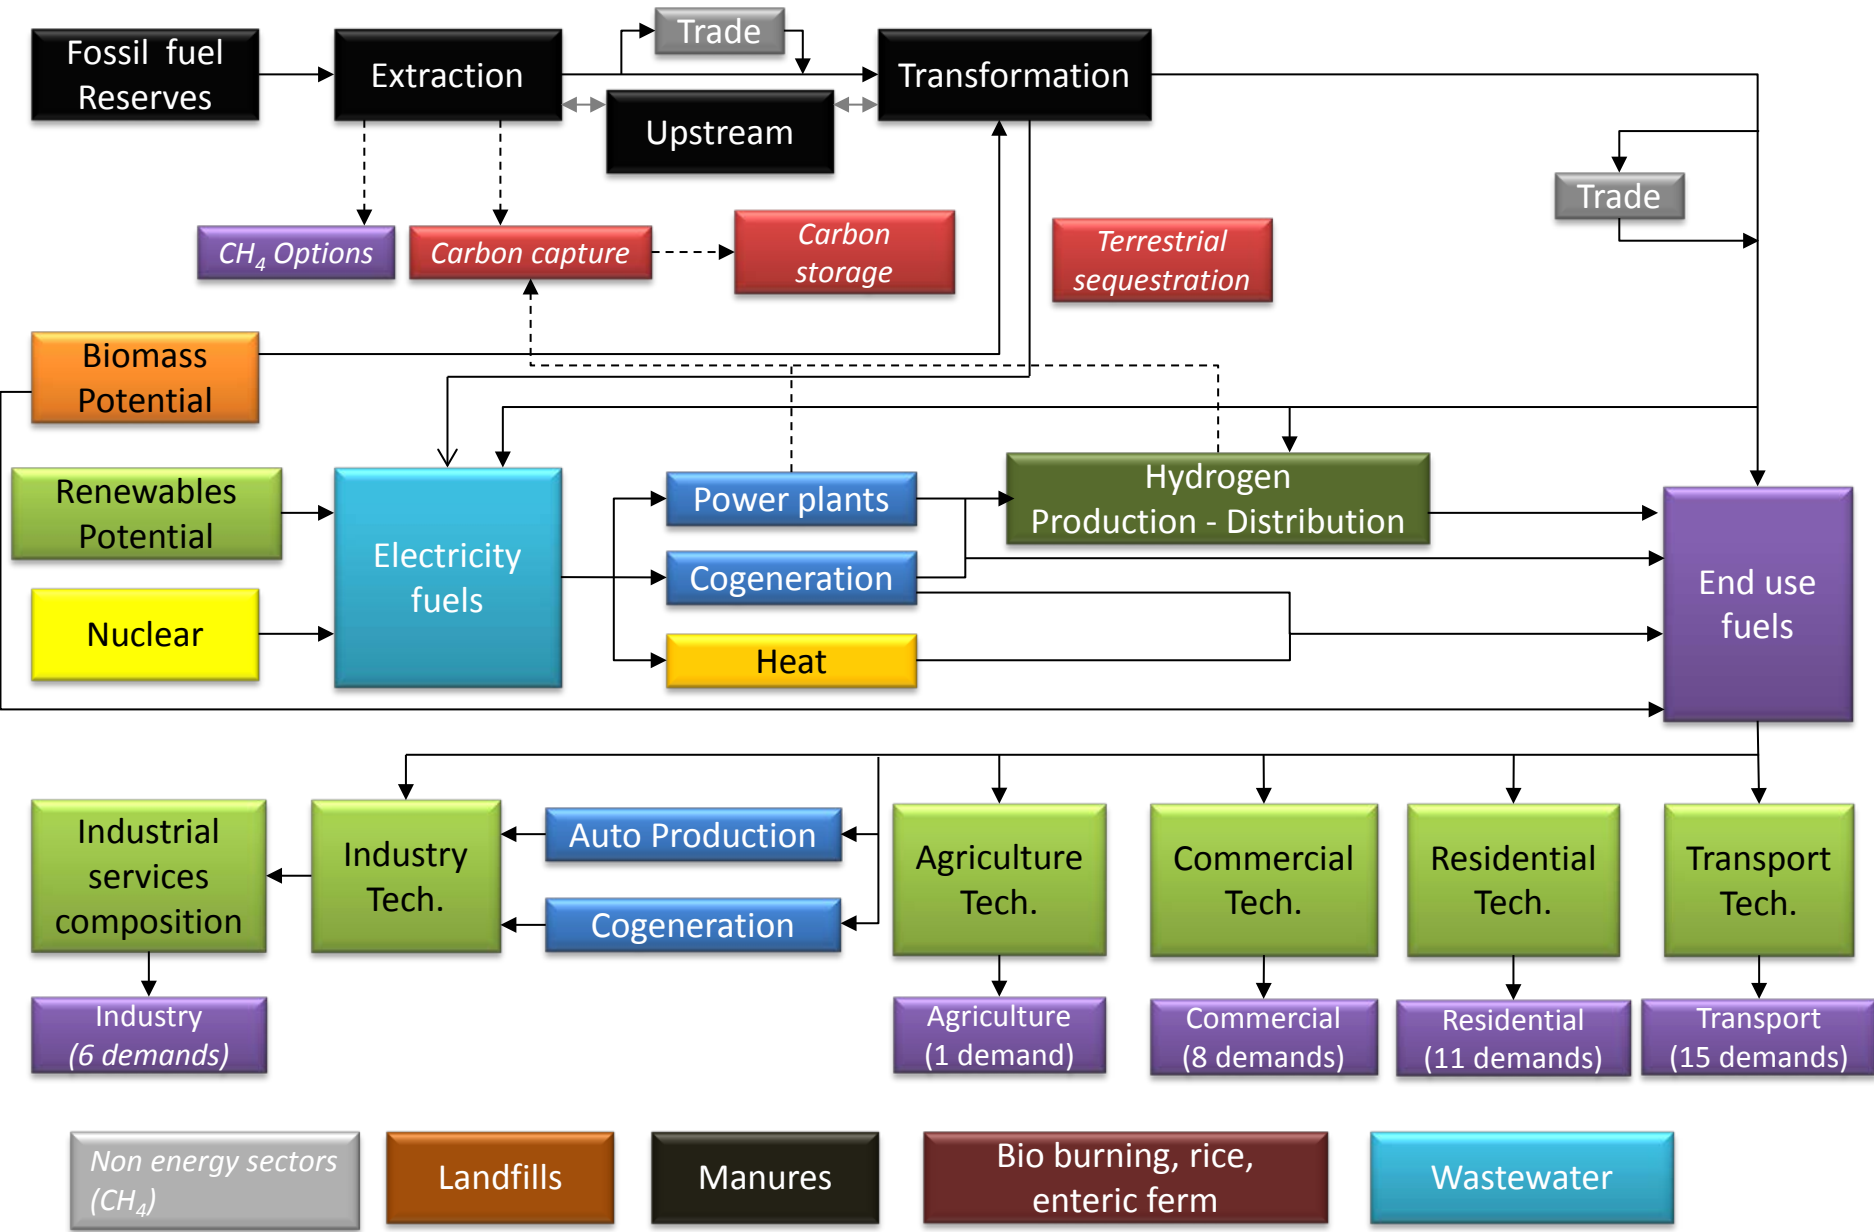 Fossil fuel
Reserves
Extraction
Trade
Transformation
Upstream
Trade
CH₄ Options
Carbon capture
Carbon
storage
Terrestrial
sequestration
Biomass
Potential
Renewables
Potential
Nuclear
Electricity
fuels
Power plants
Cogeneration
Heat
Hydrogen
Production - Distribution
End use
fuels
Industrial
services
composition
Industry
Tech.
Auto Production
Cogeneration
Agriculture
Tech.
Commercial
Tech.
Residential
Tech.
Transport
Tech.
Industry
(6 demands)
Agriculture
(1 demand)
Commercial
(8 demands)
Residential
(11 demands)
Transport
(15 demands)
Non energy sectors
(CH₄)
Landfills
Manures
Bio burning, rice,
enteric ferm
Wastewater